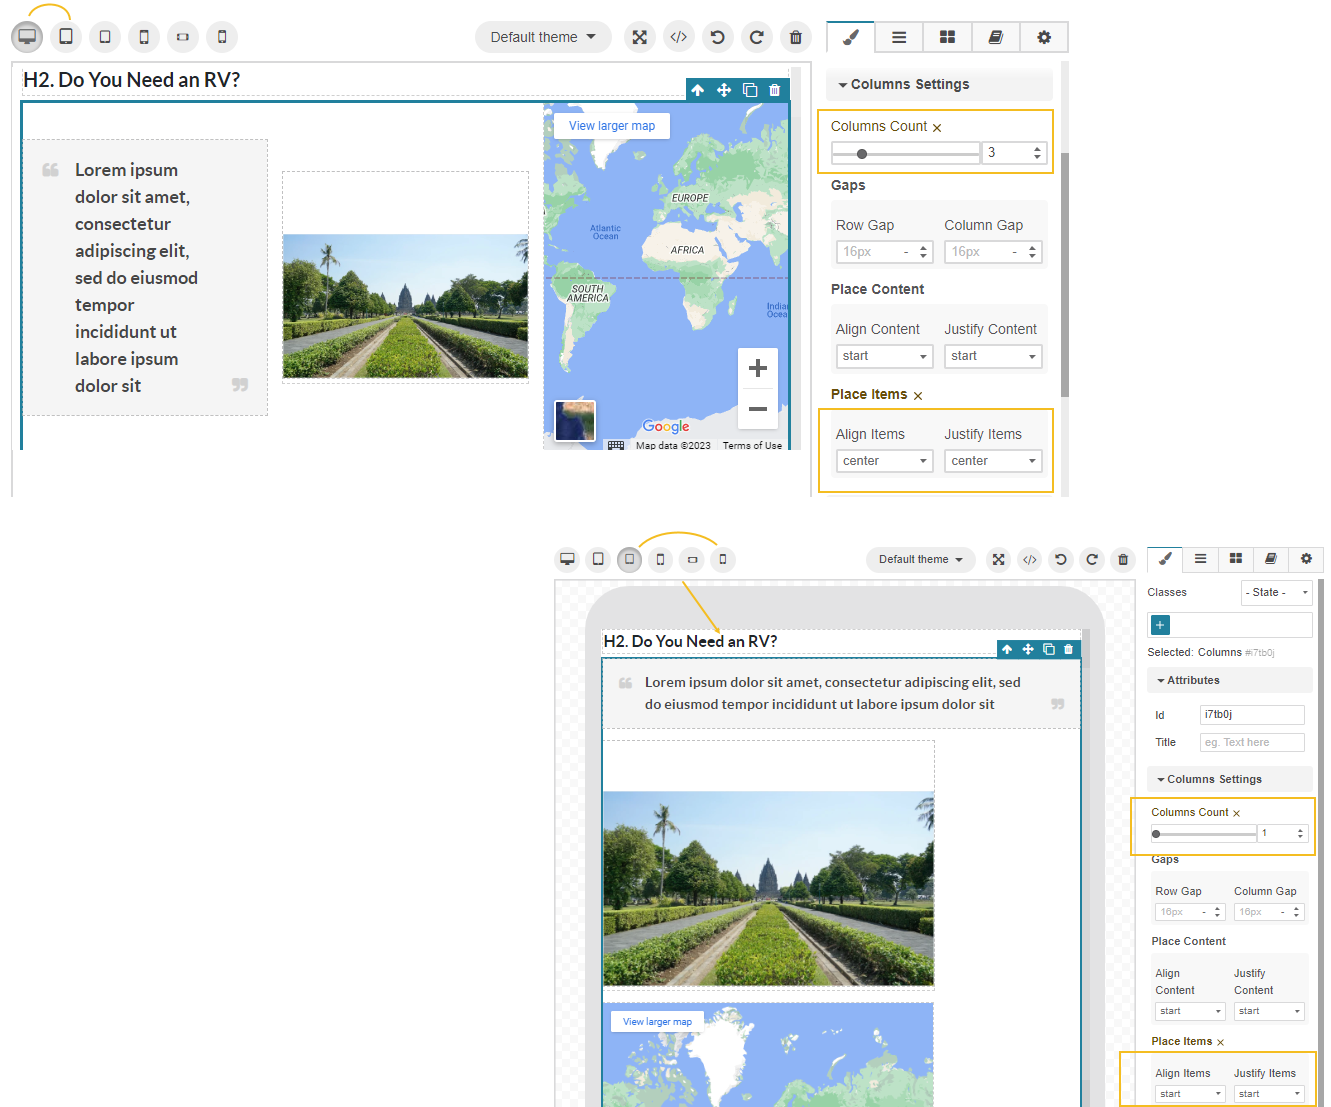 Default theme
H2. Do You Need an RV?
Lorem ipsum
dolor sit amet,
consectetur
adipiscing elit,
sed do eiusmod
tempor
incididunt ut
labore ipsum
dolor sit
View larger map
EUROPE
Atlantic
Ocean
AFRICA
SOUTH
AMERICA
Indian
Ocea
Google
Map data ©2023 Terms of Use
Columns Settings
Columns Count ×
3
Gaps
Row Gap Column Gap
16px - 16px -
Place Content
Align Content Justify Content
start start
Place Items ×
Align Items Justify Items
center center
Default theme
H2. Do You Need an RV?
Lorem ipsum dolor sit amet, consectetur adipiscing elit, sed
do eiusmod tempor incididunt ut labore ipsum dolor sit
View larger map
Classes - State -
+
Selected: Columns #i7tb0j
Attributes
Id i7tb0j
Title eg. Text here
Columns Settings
Columns Count ×
1
Gaps
Row Gap Column Gap
16px - 16px -
Place Content
Align Justify
Content Content
start start
Place Items ×
Align Items Justify Items
start start